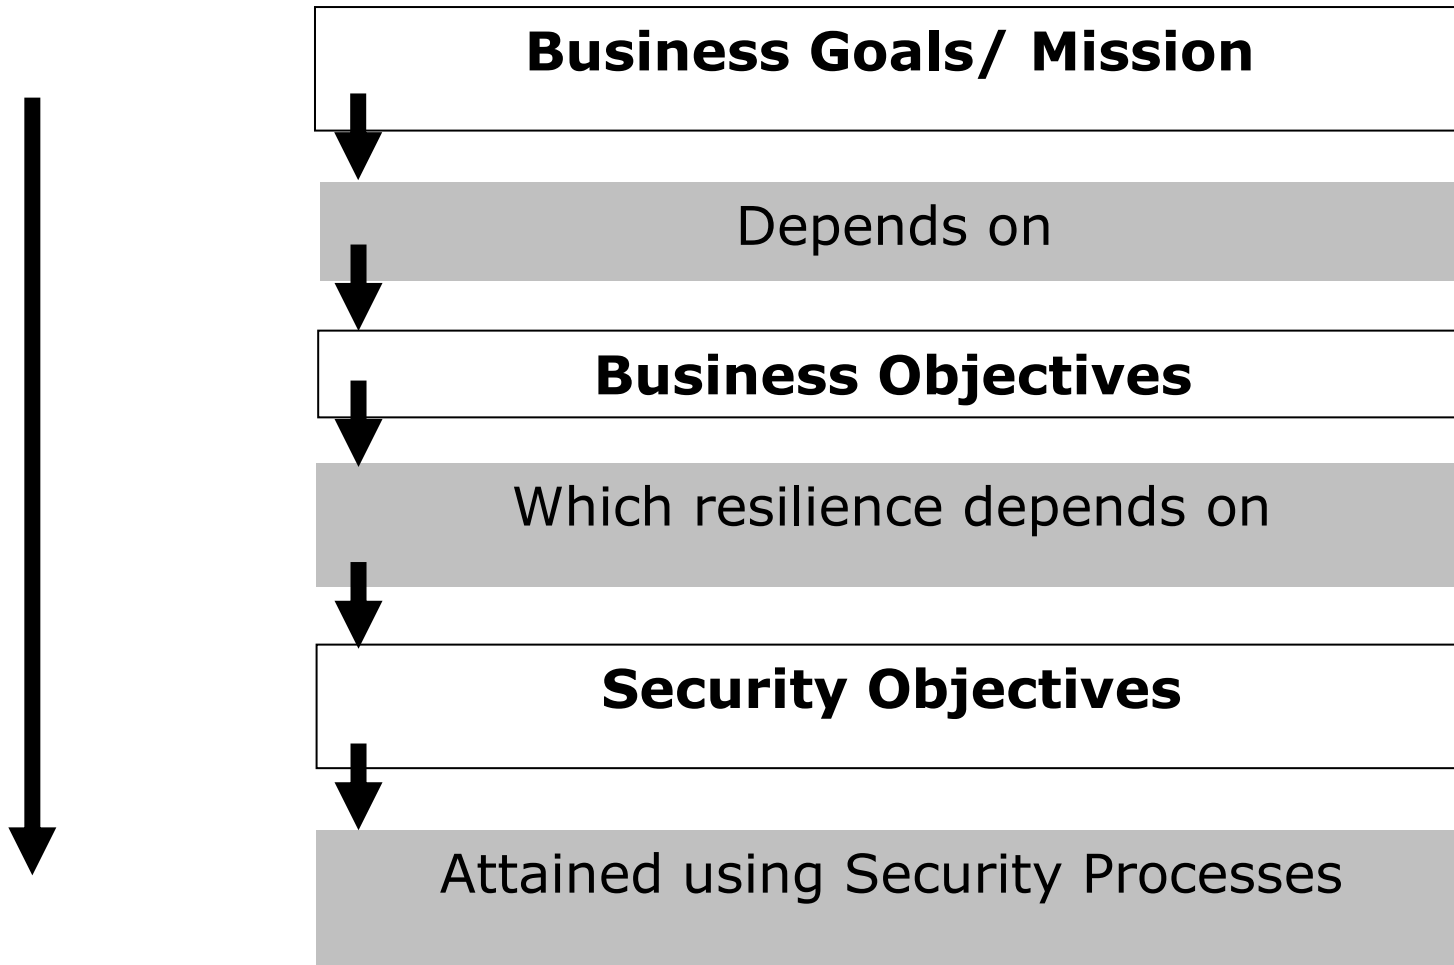 Business Goals/ Mission
Depends on
Business Objectives
Which resilience depends on
Security Objectives
Attained using Security Processes